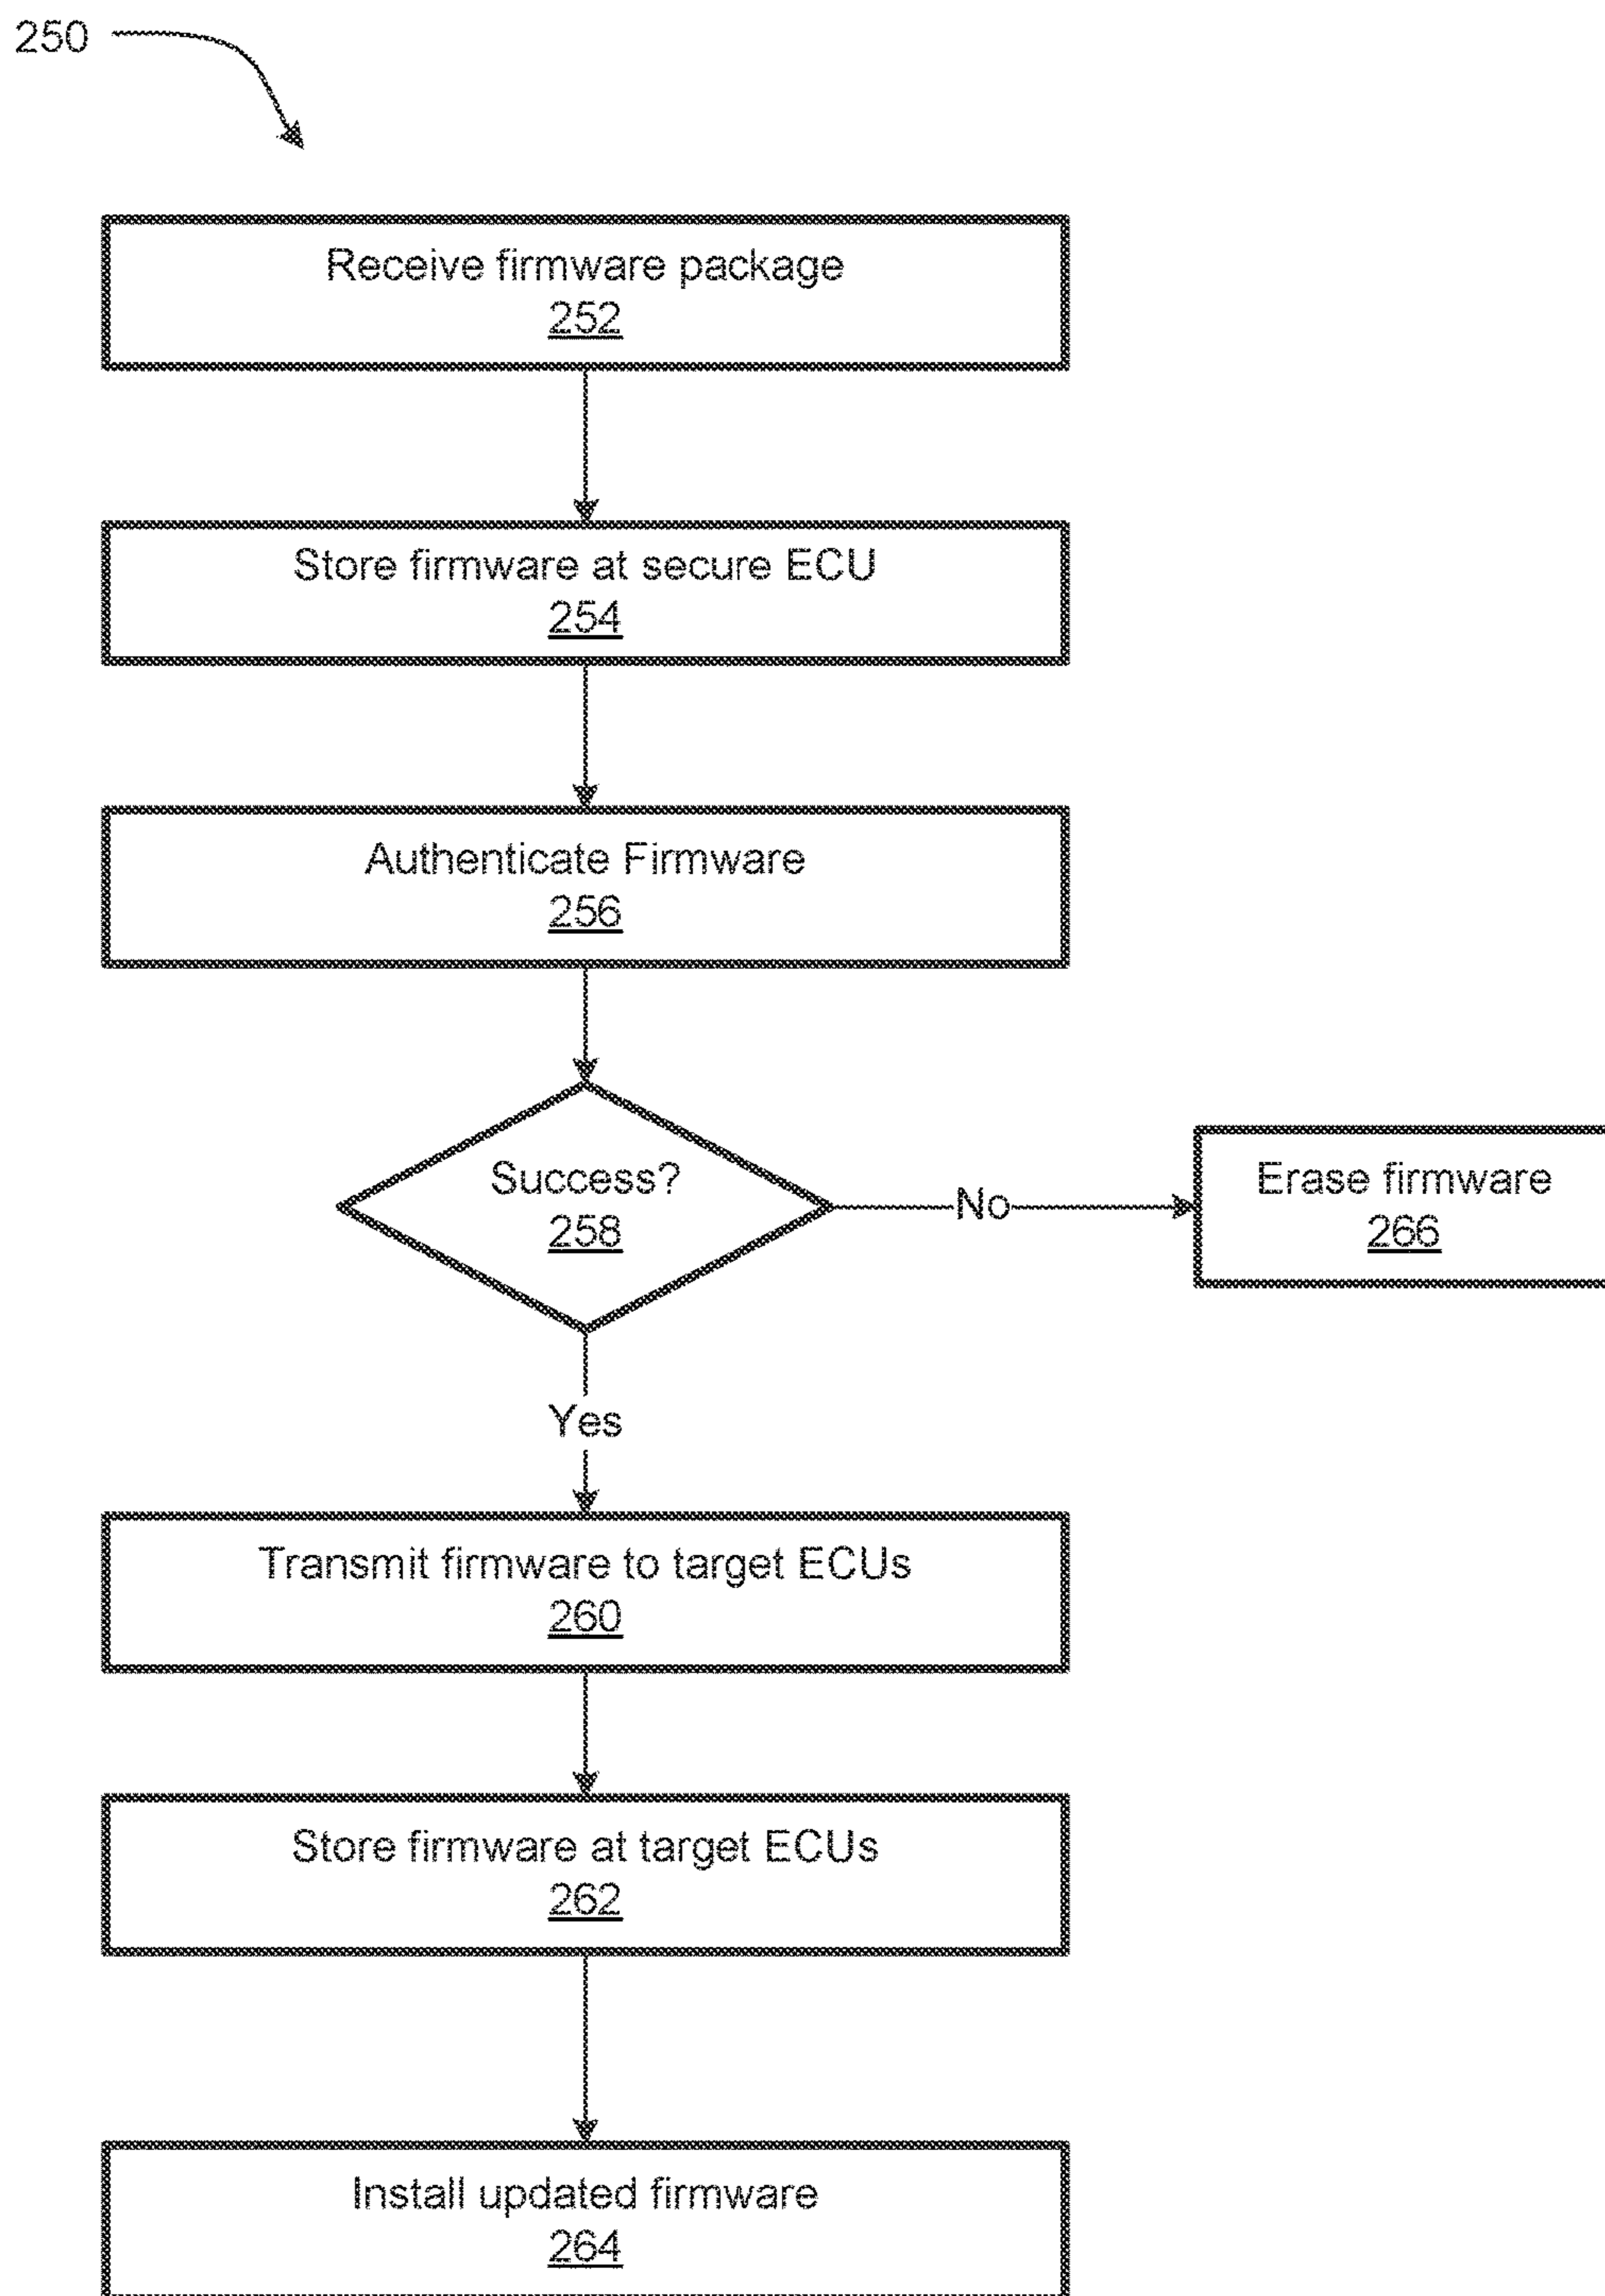 250
Receive firmware package
252
Store firmware at secure ECU
254
Authenticate Firmware
256
Success?
258
No
Erase firmware
266
Yes
Transmit firmware to target ECUs
260
Store firmware at target ECUs
262
Install updated firmware
264